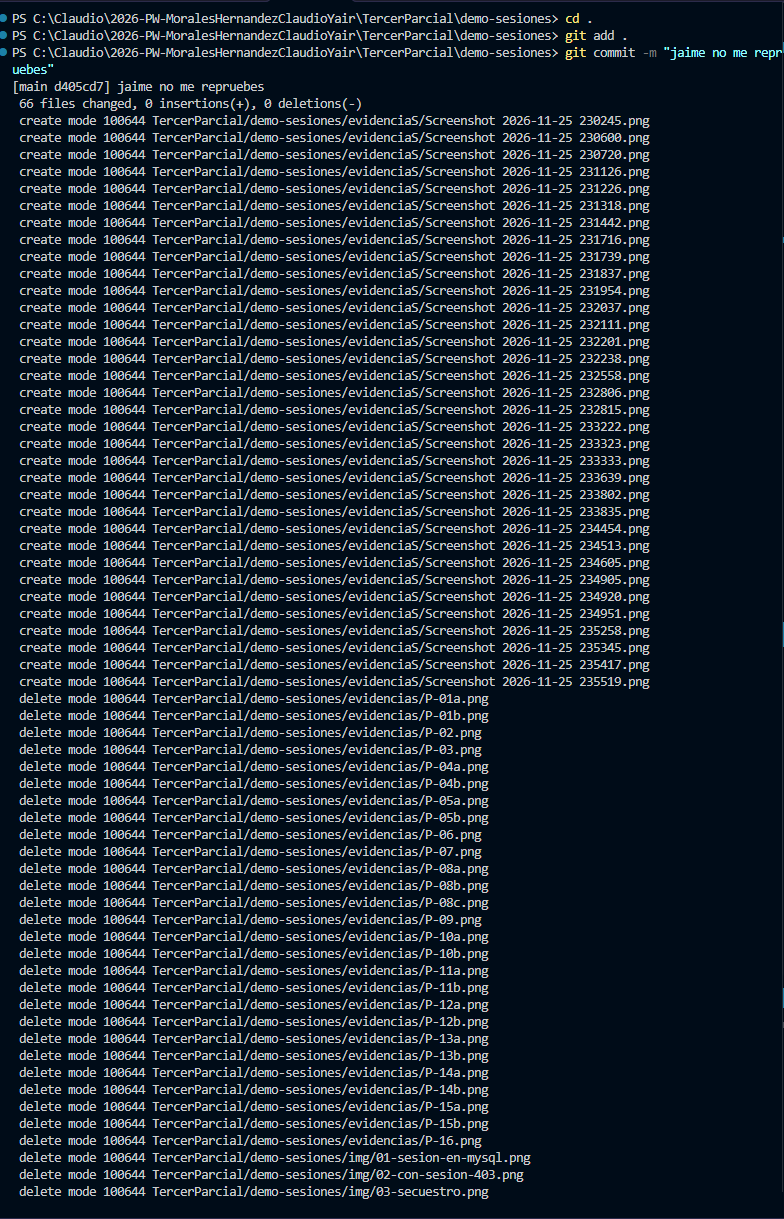 PS C:\Claudio\2026-PW-MoralesHernandezClaudioYair\TercerParcial\demo-sesiones> cd .
PS C:\Claudio\2026-PW-MoralesHernandezClaudioYair\TercerParcial\demo-sesiones> git add .
PS C:\Claudio\2026-PW-MoralesHernandezClaudioYair\TercerParcial\demo-sesiones> git commit -m "jaime no me repr
uebes"
[main d405cd7] jaime no me repruebes
66 files changed, 0 insertions(+), 0 deletions(-)
create mode 100644 TercerParcial/demo-sesiones/evidenciaS/Screenshot 2026-11-25 230245.png
create mode 100644 TercerParcial/demo-sesiones/evidenciaS/Screenshot 2026-11-25 230600.png
create mode 100644 TercerParcial/demo-sesiones/evidenciaS/Screenshot 2026-11-25 230720.png
create mode 100644 TercerParcial/demo-sesiones/evidenciaS/Screenshot 2026-11-25 231126.png
create mode 100644 TercerParcial/demo-sesiones/evidenciaS/Screenshot 2026-11-25 231226.png
create mode 100644 TercerParcial/demo-sesiones/evidenciaS/Screenshot 2026-11-25 231318.png
create mode 100644 TercerParcial/demo-sesiones/evidenciaS/Screenshot 2026-11-25 231442.png
create mode 100644 TercerParcial/demo-sesiones/evidenciaS/Screenshot 2026-11-25 231716.png
create mode 100644 TercerParcial/demo-sesiones/evidenciaS/Screenshot 2026-11-25 231739.png
create mode 100644 TercerParcial/demo-sesiones/evidenciaS/Screenshot 2026-11-25 231837.png
create mode 100644 TercerParcial/demo-sesiones/evidenciaS/Screenshot 2026-11-25 231954.png
create mode 100644 TercerParcial/demo-sesiones/evidenciaS/Screenshot 2026-11-25 232037.png
create mode 100644 TercerParcial/demo-sesiones/evidenciaS/Screenshot 2026-11-25 232111.png
create mode 100644 TercerParcial/demo-sesiones/evidenciaS/Screenshot 2026-11-25 232201.png
create mode 100644 TercerParcial/demo-sesiones/evidenciaS/Screenshot 2026-11-25 232238.png
create mode 100644 TercerParcial/demo-sesiones/evidenciaS/Screenshot 2026-11-25 232558.png
create mode 100644 TercerParcial/demo-sesiones/evidenciaS/Screenshot 2026-11-25 232806.png
create mode 100644 TercerParcial/demo-sesiones/evidenciaS/Screenshot 2026-11-25 232815.png
create mode 100644 TercerParcial/demo-sesiones/evidenciaS/Screenshot 2026-11-25 233222.png
create mode 100644 TercerParcial/demo-sesiones/evidenciaS/Screenshot 2026-11-25 233323.png
create mode 100644 TercerParcial/demo-sesiones/evidenciaS/Screenshot 2026-11-25 233333.png
create mode 100644 TercerParcial/demo-sesiones/evidenciaS/Screenshot 2026-11-25 233639.png
create mode 100644 TercerParcial/demo-sesiones/evidenciaS/Screenshot 2026-11-25 233802.png
create mode 100644 TercerParcial/demo-sesiones/evidenciaS/Screenshot 2026-11-25 233835.png
create mode 100644 TercerParcial/demo-sesiones/evidenciaS/Screenshot 2026-11-25 234454.png
create mode 100644 TercerParcial/demo-sesiones/evidenciaS/Screenshot 2026-11-25 234513.png
create mode 100644 TercerParcial/demo-sesiones/evidenciaS/Screenshot 2026-11-25 234605.png
create mode 100644 TercerParcial/demo-sesiones/evidenciaS/Screenshot 2026-11-25 234905.png
create mode 100644 TercerParcial/demo-sesiones/evidenciaS/Screenshot 2026-11-25 234920.png
create mode 100644 TercerParcial/demo-sesiones/evidenciaS/Screenshot 2026-11-25 234951.png
create mode 100644 TercerParcial/demo-sesiones/evidenciaS/Screenshot 2026-11-25 235258.png
create mode 100644 TercerParcial/demo-sesiones/evidenciaS/Screenshot 2026-11-25 235345.png
create mode 100644 TercerParcial/demo-sesiones/evidenciaS/Screenshot 2026-11-25 235417.png
create mode 100644 TercerParcial/demo-sesiones/evidenciaS/Screenshot 2026-11-25 235519.png
delete mode 100644 TercerParcial/demo-sesiones/evidencias/P-01a.png
delete mode 100644 TercerParcial/demo-sesiones/evidencias/P-01b.png
delete mode 100644 TercerParcial/demo-sesiones/evidencias/P-02.png
delete mode 100644 TercerParcial/demo-sesiones/evidencias/P-03.png
delete mode 100644 TercerParcial/demo-sesiones/evidencias/P-04a.png
delete mode 100644 TercerParcial/demo-sesiones/evidencias/P-04b.png
delete mode 100644 TercerParcial/demo-sesiones/evidencias/P-05a.png
delete mode 100644 TercerParcial/demo-sesiones/evidencias/P-05b.png
delete mode 100644 TercerParcial/demo-sesiones/evidencias/P-06.png
delete mode 100644 TercerParcial/demo-sesiones/evidencias/P-07.png
delete mode 100644 TercerParcial/demo-sesiones/evidencias/P-08a.png
delete mode 100644 TercerParcial/demo-sesiones/evidencias/P-08b.png
delete mode 100644 TercerParcial/demo-sesiones/evidencias/P-08c.png
delete mode 100644 TercerParcial/demo-sesiones/evidencias/P-09.png
delete mode 100644 TercerParcial/demo-sesiones/evidencias/P-10a.png
delete mode 100644 TercerParcial/demo-sesiones/evidencias/P-10b.png
delete mode 100644 TercerParcial/demo-sesiones/evidencias/P-11a.png
delete mode 100644 TercerParcial/demo-sesiones/evidencias/P-11b.png
delete mode 100644 TercerParcial/demo-sesiones/evidencias/P-12a.png
delete mode 100644 TercerParcial/demo-sesiones/evidencias/P-12b.png
delete mode 100644 TercerParcial/demo-sesiones/evidencias/P-13a.png
delete mode 100644 TercerParcial/demo-sesiones/evidencias/P-13b.png
delete mode 100644 TercerParcial/demo-sesiones/evidencias/P-14a.png
delete mode 100644 TercerParcial/demo-sesiones/evidencias/P-14b.png
delete mode 100644 TercerParcial/demo-sesiones/evidencias/P-15a.png
delete mode 100644 TercerParcial/demo-sesiones/evidencias/P-15b.png
delete mode 100644 TercerParcial/demo-sesiones/evidencias/P-16.png
delete mode 100644 TercerParcial/demo-sesiones/img/01-sesion-en-mysql.png
delete mode 100644 TercerParcial/demo-sesiones/img/02-con-sesion-403.png
delete mode 100644 TercerParcial/demo-sesiones/img/03-secuestro.png